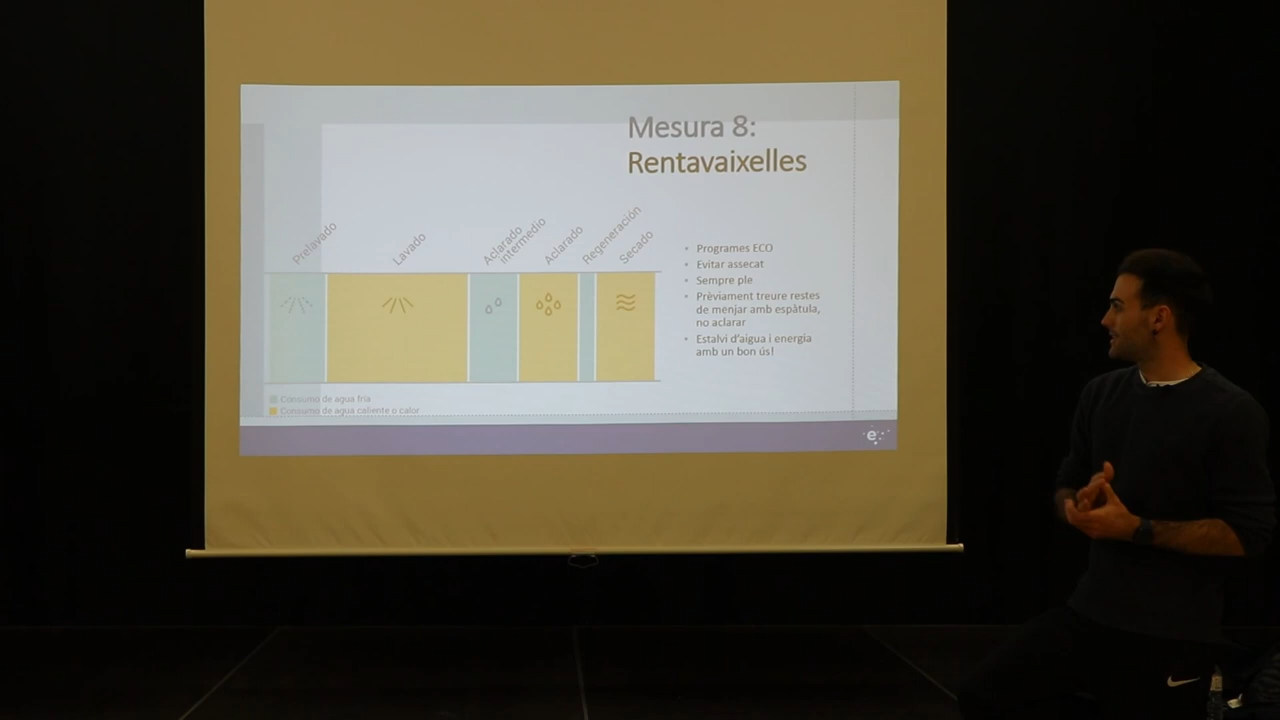 Mesura 8:
Rentavaixelles
Prelavado
Lavado
Aclarado
intermedio
Aclarado
Regeneración
Secado
• Programes ECO
• Evitar assecat
• Sempre ple
• Prèviament treure restes
de menjar amb espàtula,
no aclarar
• Estalvi d'aigua i energia
amb un bon ús!
Consumo de agua fría
Consumo de agua caliente o calor
e